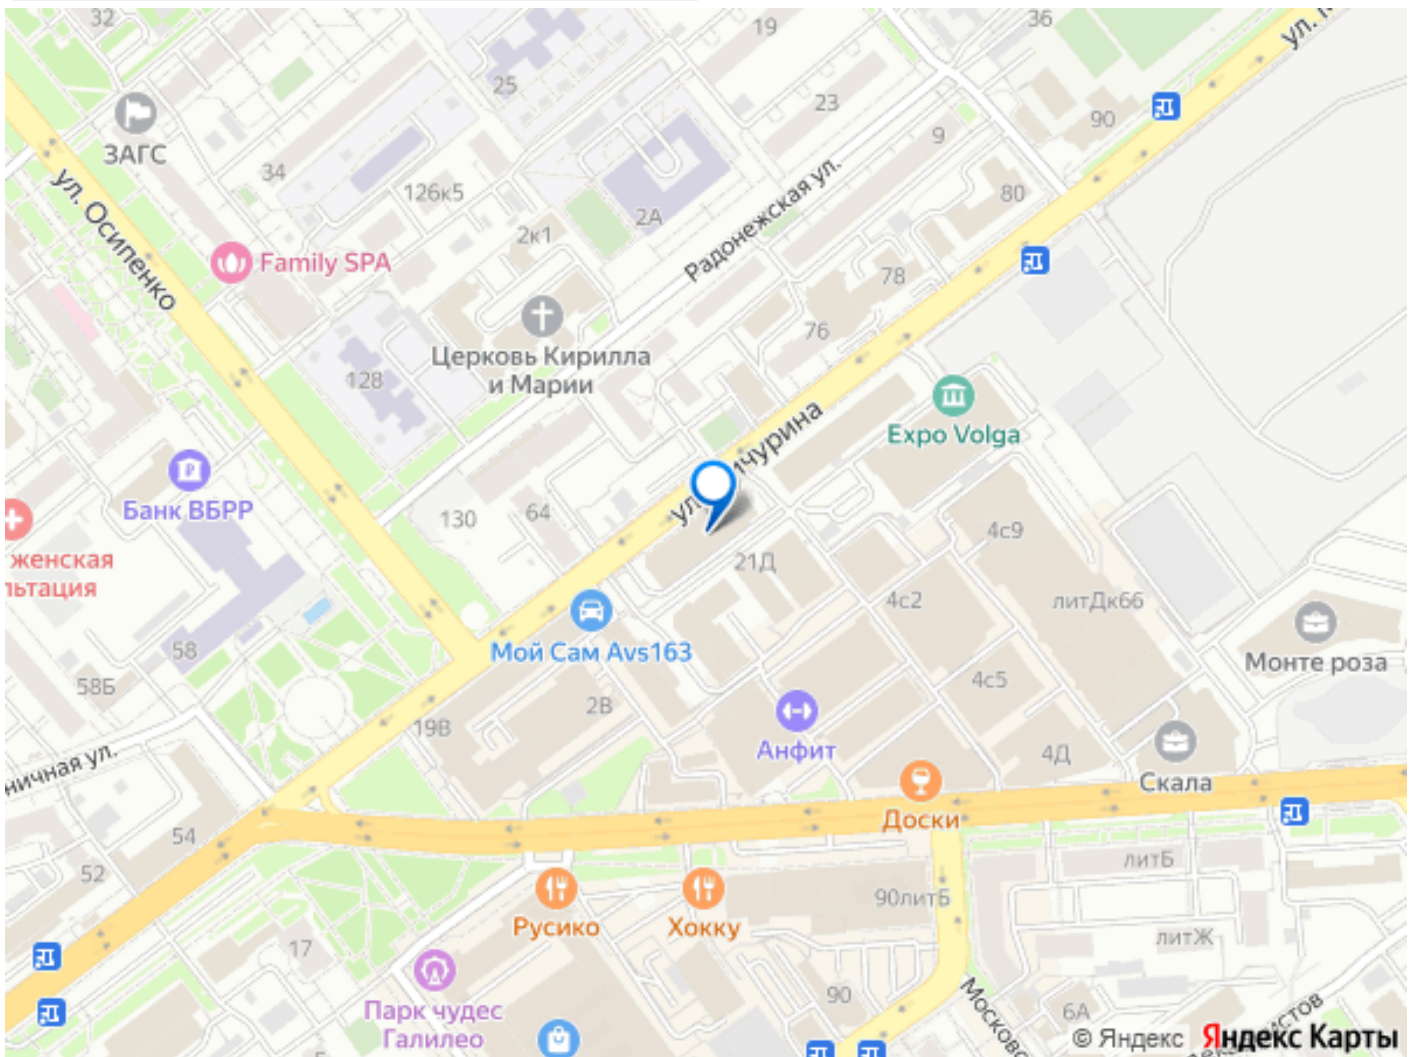 32
19
36
ул.
25
23
90
9
ЗАГС
34
126к5
80
2А
ул. Осипенко
2к1
Радонежская ул.
Family SPA
78
76
Церковь Кирилла
и Марии
128
Expo Volga
ул.
чурина
Банк ВБРР
130
64
4с9
женская
льтация
21Д
4с2
литДк66
Мой Сам Avs163
58
Монте роза
58Б
4с5
2В
19В
Анфит
4Д
ничная ул.
Скала
Доски
54
литБ
52
90литБ
Русико
Хокку
17
литЖ
90
Московс
6А
Парк чудес
Галилео
© Яндекс
Яндекс Карты